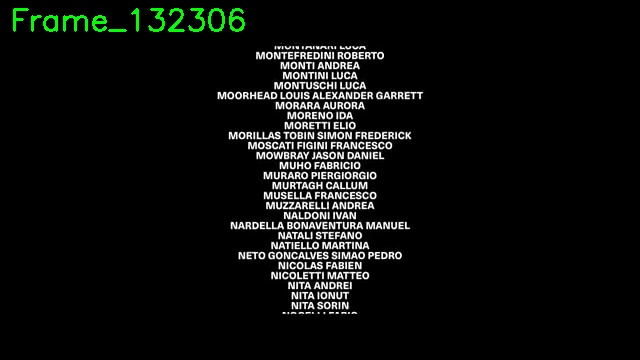 Frame_132306
MONTANARI LUCA
MONTEFREDINI ROBERTO
MONTI ANDREA
MONTINI LUCA
MONTUSCHI LUCA
MOORHEAD LOUIS ALEXANDER GARRETT
MORARA AURORA
MORENO IDA
MORETTI ELIO
MORILLAS TOBIN SIMON FREDERICK
MOSCATI FIGINI FRANCESCO
MOWBRAY JASON DANIEL
MUHO FABRICIO
MURARO PIERGIORGIO
MURTAGH CALLUM
MUSELLA FRANCESCO
MUZZARELLI ANDREA
NALDONI IVAN
NARDELLA BONAVENTURA MANUEL
NATALI STEFANO
NATIELLO MARTINA
NETO GONCALVES SIMAO PEDRO
NICOLAS FABIEN
NICOLETTI MATTEO
NITA ANDREI
NITA IONUT
NITA SORIN